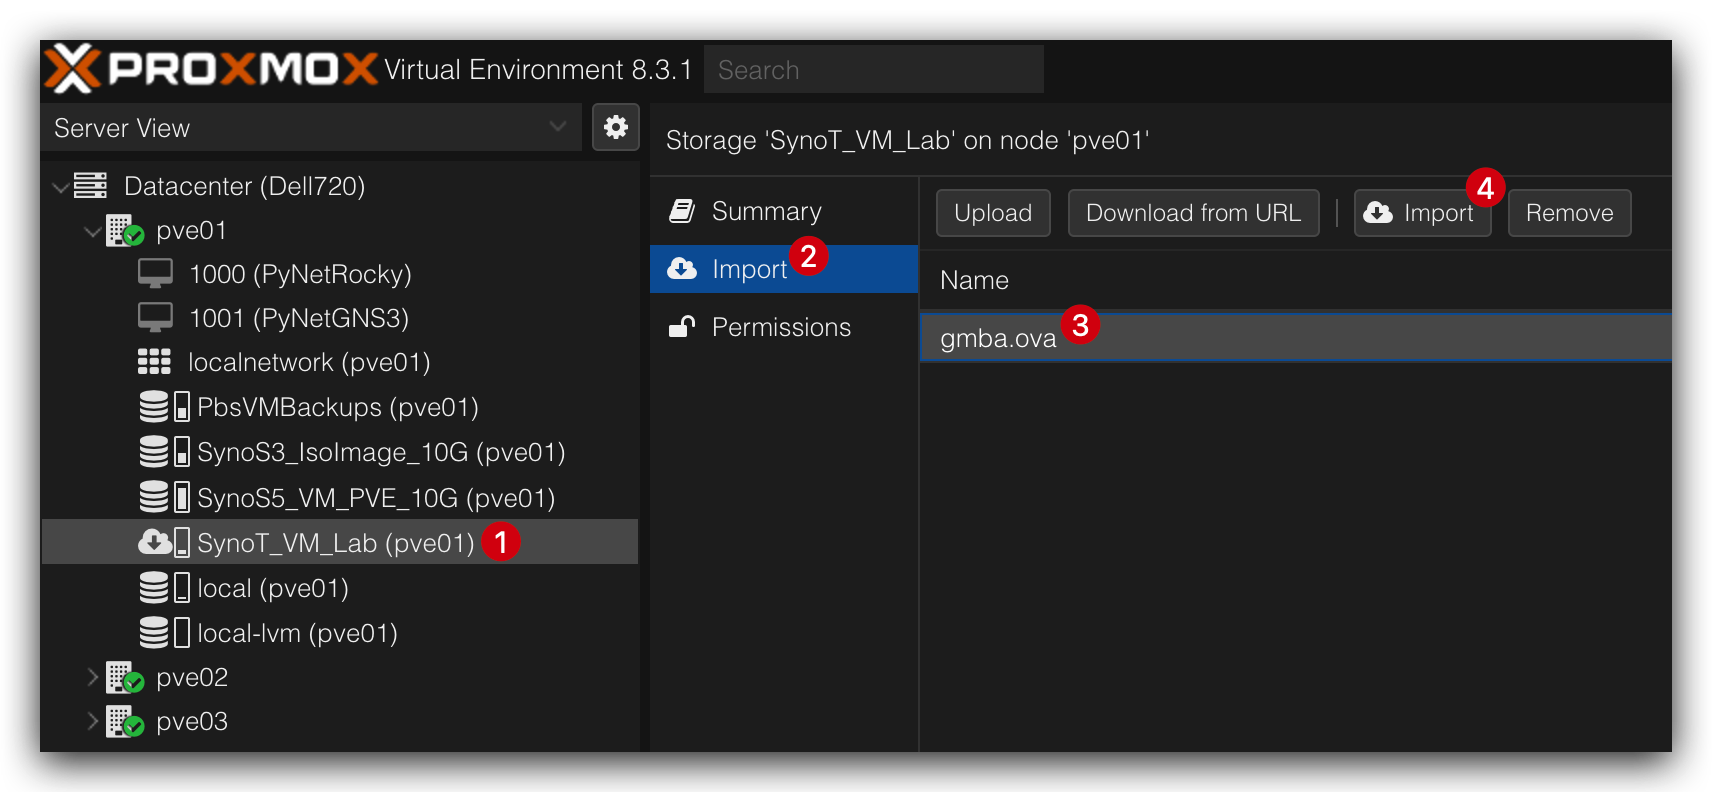 PROXMOX Virtual Environment 8.3.1 Search
Server View
Storage 'SynoT_VM_Lab' on node 'pve01'
Datacenter (Dell720)
pve01
1000 (PyNetRocky)
1001 (PyNetGNS3)
localnetwork (pve01)
PbsVMBackups (pve01)
SynoS3_IsoImage_10G (pve01)
SynoS5_VM_PVE_10G (pve01)
SynoT_VM_Lab (pve01) 1
local (pve01)
local-lvm (pve01)
pve02
pve03
Summary
Import 2
Permissions
Upload Download from URL | Import 4 Remove
Name
gmba.ova 3